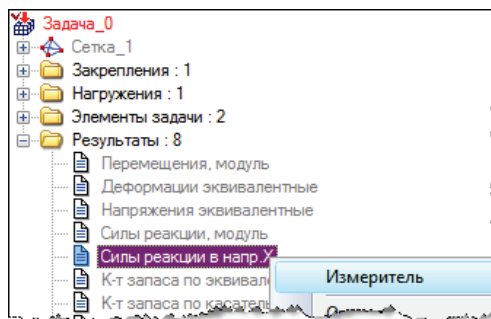 Задача_0
Сетка_1
Закрепления : 1
Нагружения : 1
Элементы задачи : 2
Результаты : 8
Перемещения, модуль
Деформации эквивалентные
Напряжения эквивалентные
Силы реакции, модуль
Силы реакции в напр.X
К-т запаса по эквивал
Измеритель
К-т запаса по касатель